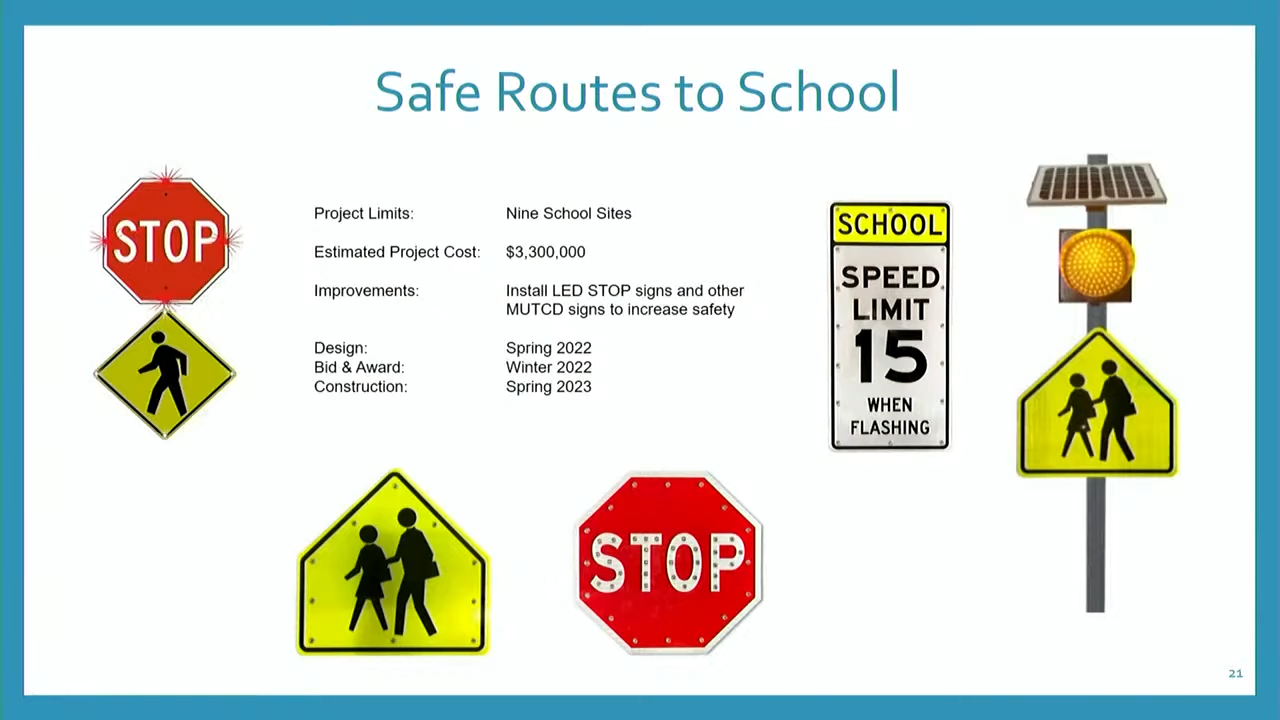 Safe Routes to School
STOP
Project Limits: Nine School Sites
Estimated Project Cost: $3,300,000
Improvements: Install LED STOP signs and other
MUTCD signs to increase safety
Design: Spring 2022
Bid & Award: Winter 2022
Construction: Spring 2023
SCHOOL
SPEED
LIMIT
15
WHEN
FLASHING
STOP
21